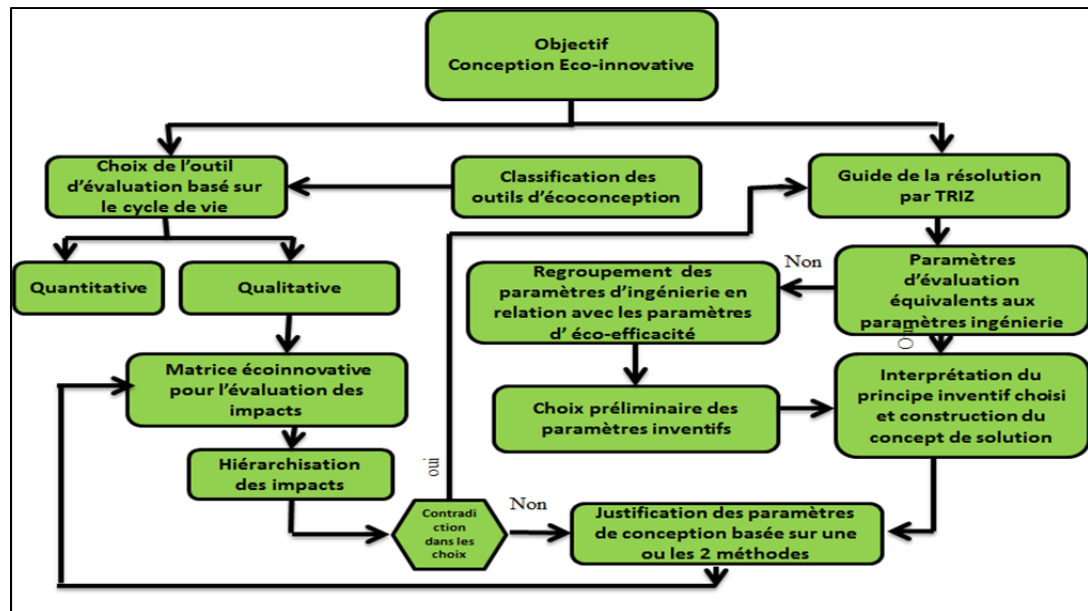 Objectif
Conception Eco-innovative
Choix de l'outil
d'évaluation basé sur
le cycle de vie
Classification des
outils d'écoconception
Guide de la résolution
par TRIZ
Quantitative
Qualitative
Regroupement des
paramètres d'ingénierie en
relation avec les paramètres
d' éco-efficacité
Non
Paramètres
d'évaluation
équivalents aux
paramètres ingénierie
Oui
Matrice écoinnovative
pour l'évaluation des
impacts
Choix préliminaire des
paramètres inventifs
Interprétation du
principe inventif choisi
et construction du
concept de solution
Hiérarchisation
des impacts
oui
Contradi
ction
dans les
choix
Non
Justification des paramètres
de conception basée sur une
ou les 2 méthodes